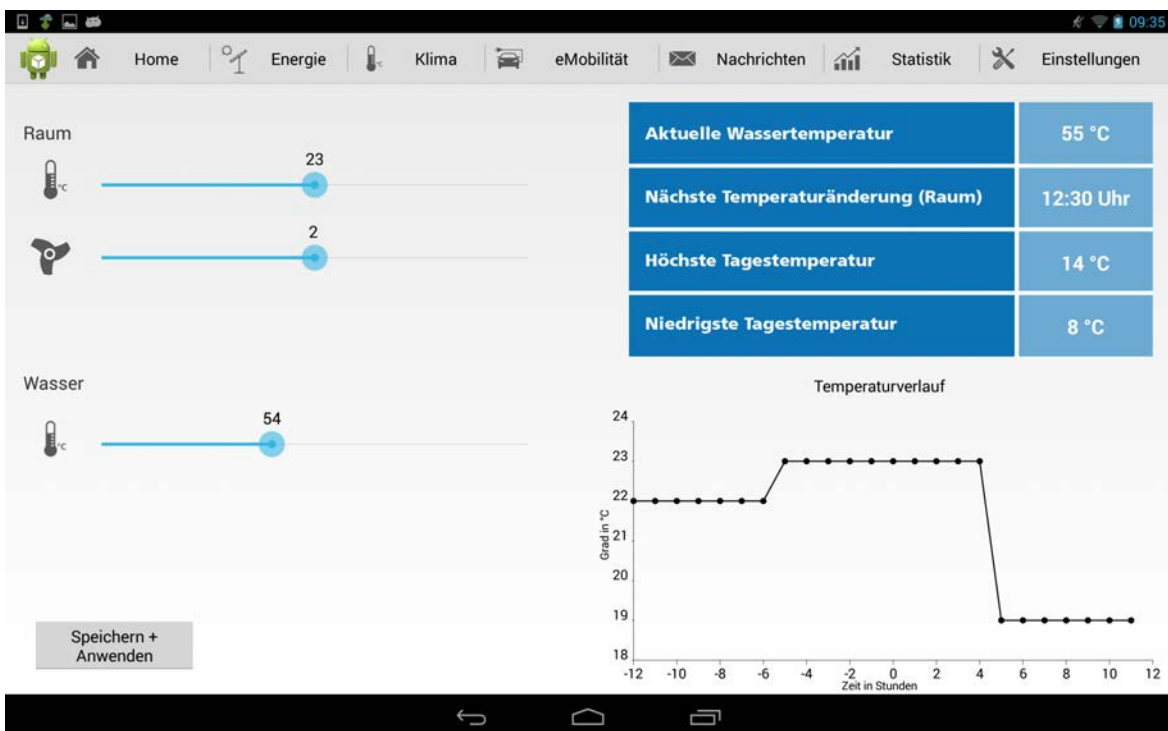 09:35
Home Energie Klima eMobilität Nachrichten Statistik Einstellungen
Raum
23
°C
2
Wasser
54
°C
Speichern +
Anwenden
Aktuelle Wassertemperatur 55 °C
Nächste Temperaturänderung (Raum) 12:30 Uhr
Höchste Tagestemperatur 14 °C
Niedrigste Tagestemperatur 8 °C
Temperaturverlauf
24
23
22
21
20
19
18
Grad in °C
-12 -10 -8 -6 -4 -2 0 2 4 6 8 10 12
Zeit in Stunden